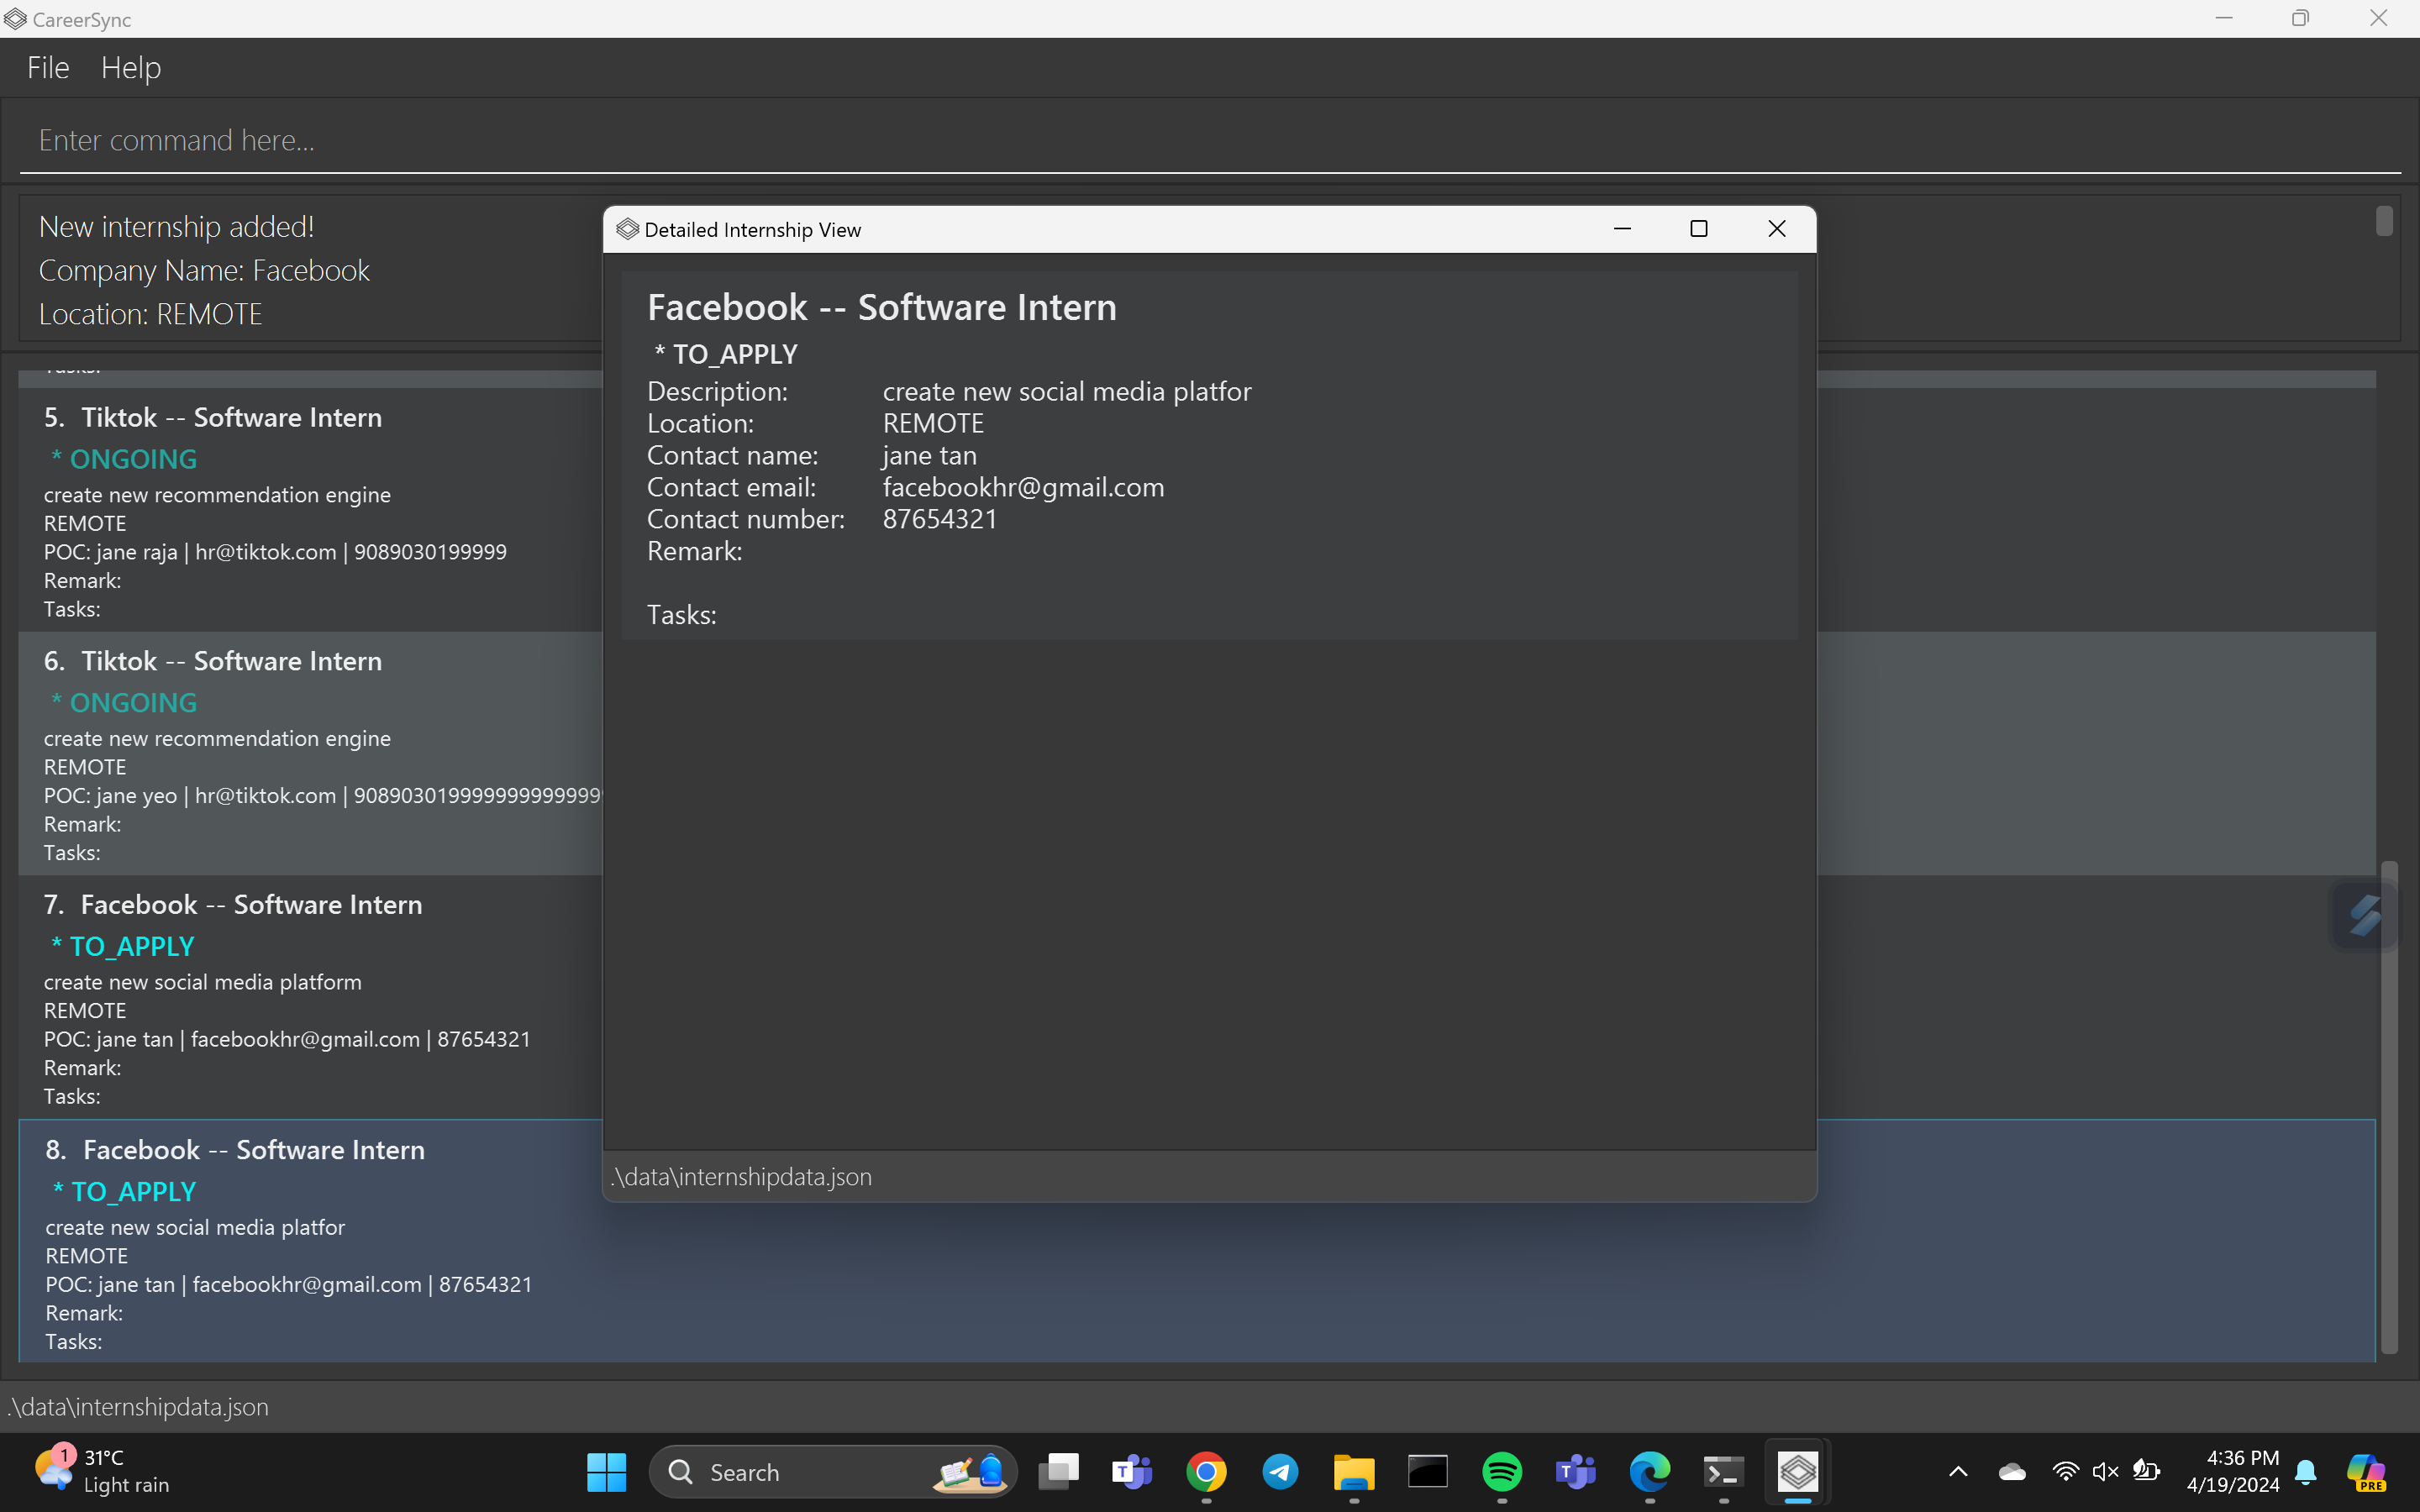 CareerSync
File Help
Enter command here...
New internship added!
Company Name: Facebook
Location: REMOTE
5. Tiktok -- Software Intern
* ONGOING
create new recommendation engine
REMOTE
POC: jane raja | hr@tiktok.com | 9089030199999
Remark:
Tasks:
6. Tiktok -- Software Intern
* ONGOING
create new recommendation engine
REMOTE
POC: jane yeo | hr@tiktok.com |
Remark:
Tasks:
7. Facebook -- Software Intern
* TO_APPLY
create new social media platform
REMOTE
POC: jane tan | facebookhr@gmail.com | 87654321
Remark:
Tasks:
8. Facebook -- Software Intern
* TO_APPLY
create new social media platfor
REMOTE
POC: jane tan | facebookhr@gmail.com | 87654321
Remark:
Tasks:
Detailed Internship View
Facebook -- Software Intern
* TO_APPLY
Description: create new social media platfor
Location: REMOTE
Contact name: jane tan
Contact email: facebookhr@gmail.com
Contact number: 87654321
Remark:
Tasks:
.\data\internshipdata.json
.\data\internshipdata.json
1
31°C
Light rain
Search
4:36 PM
4/19/2024
PRE